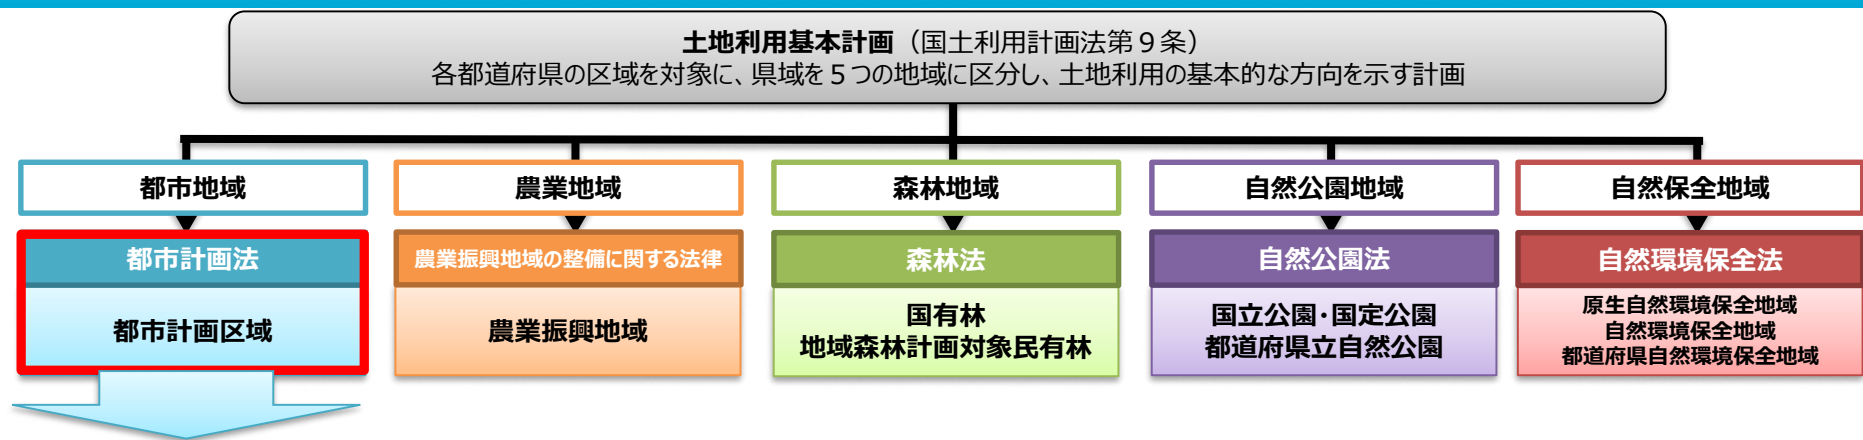 土地利用基本計画（国土利用計画法第９条）
各都道府県の区域を対象に、県域を５つの地域に区分し、土地利用の基本的な方向を示す計画
都市地域
農業地域
森林地域
自然公園地域
自然保全地域
都市計画法
農業振興地域の整備に関する法律
森林法
自然公園法
自然環境保全法
都市計画区域
農業振興地域
国有林
地域森林計画対象民有林
国立公園･国定公園
都道府県立自然公園
原生自然環境保全地域
自然環境保全地域
都道府県自然環境保全地域